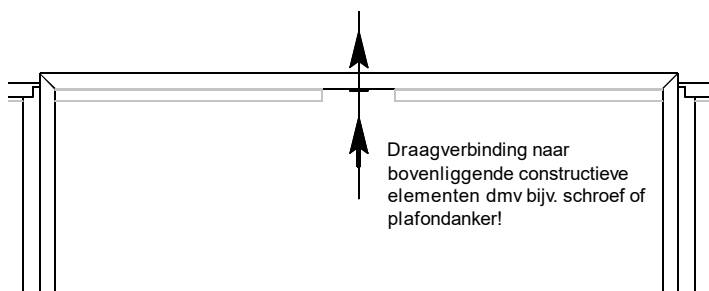 Draagverbinding naar
bovenliggende constructieve
elementen dmv bijv. schroef of
plafondanker!